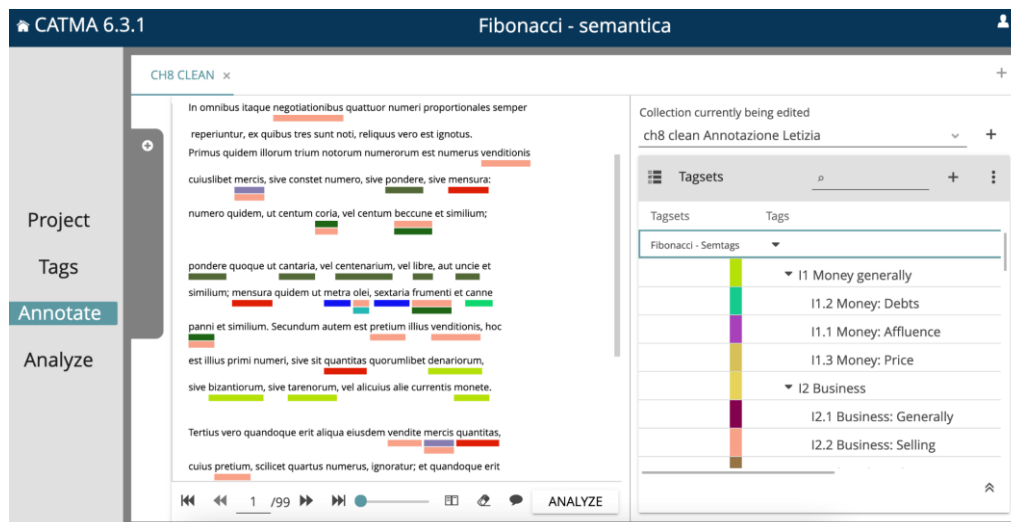 CATMA 6.3.1
Fibonacci - semantica
Project
Tags
Annotate
Analyze
CH8 CLEAN ×
In omnibus itaque negotiationibus quattuor numeri proportionales semper
reperiuntur, ex quibus tres sunt noti, reliquus vero est ignotus.
Primus quidem illorum trium notorum numerorum est numerus venditionis
cuiuslibet mercis, sive constet numero, sive pondere, sive mensura:
numero quidem, ut centum coria, vel centum beccune et similium;
pondere quoque ut cantaria, vel centenarium, vel libre, aut uncie et
similium; mensura quidem ut metra olei, sextaria frumenti et canne
panni et similium. Secundum autem est pretium illius venditionis, hoc
est illius primi numeri, sive sit quantitas quorumlibet denariorum,
sive bizantiorum, sive tarenorum, vel alicuius alie currentis monete.
Tertius vero quandoque erit aliqua eiusdem vendite mercis quantitas,
cuius pretium, scilicet quartus numerus, ignoratur; et quandoque erit
1 /99
ANALYZE
Collection currently being edited
ch8 clean Annotazione Letizia
Tagsets
Tagsets Tags
Fibonacci - Semtags
I1 Money generally
I1.2 Money: Debts
I1.1 Money: Affluence
I1.3 Money: Price
I2 Business
I2.1 Business: Generally
I2.2 Business: Selling